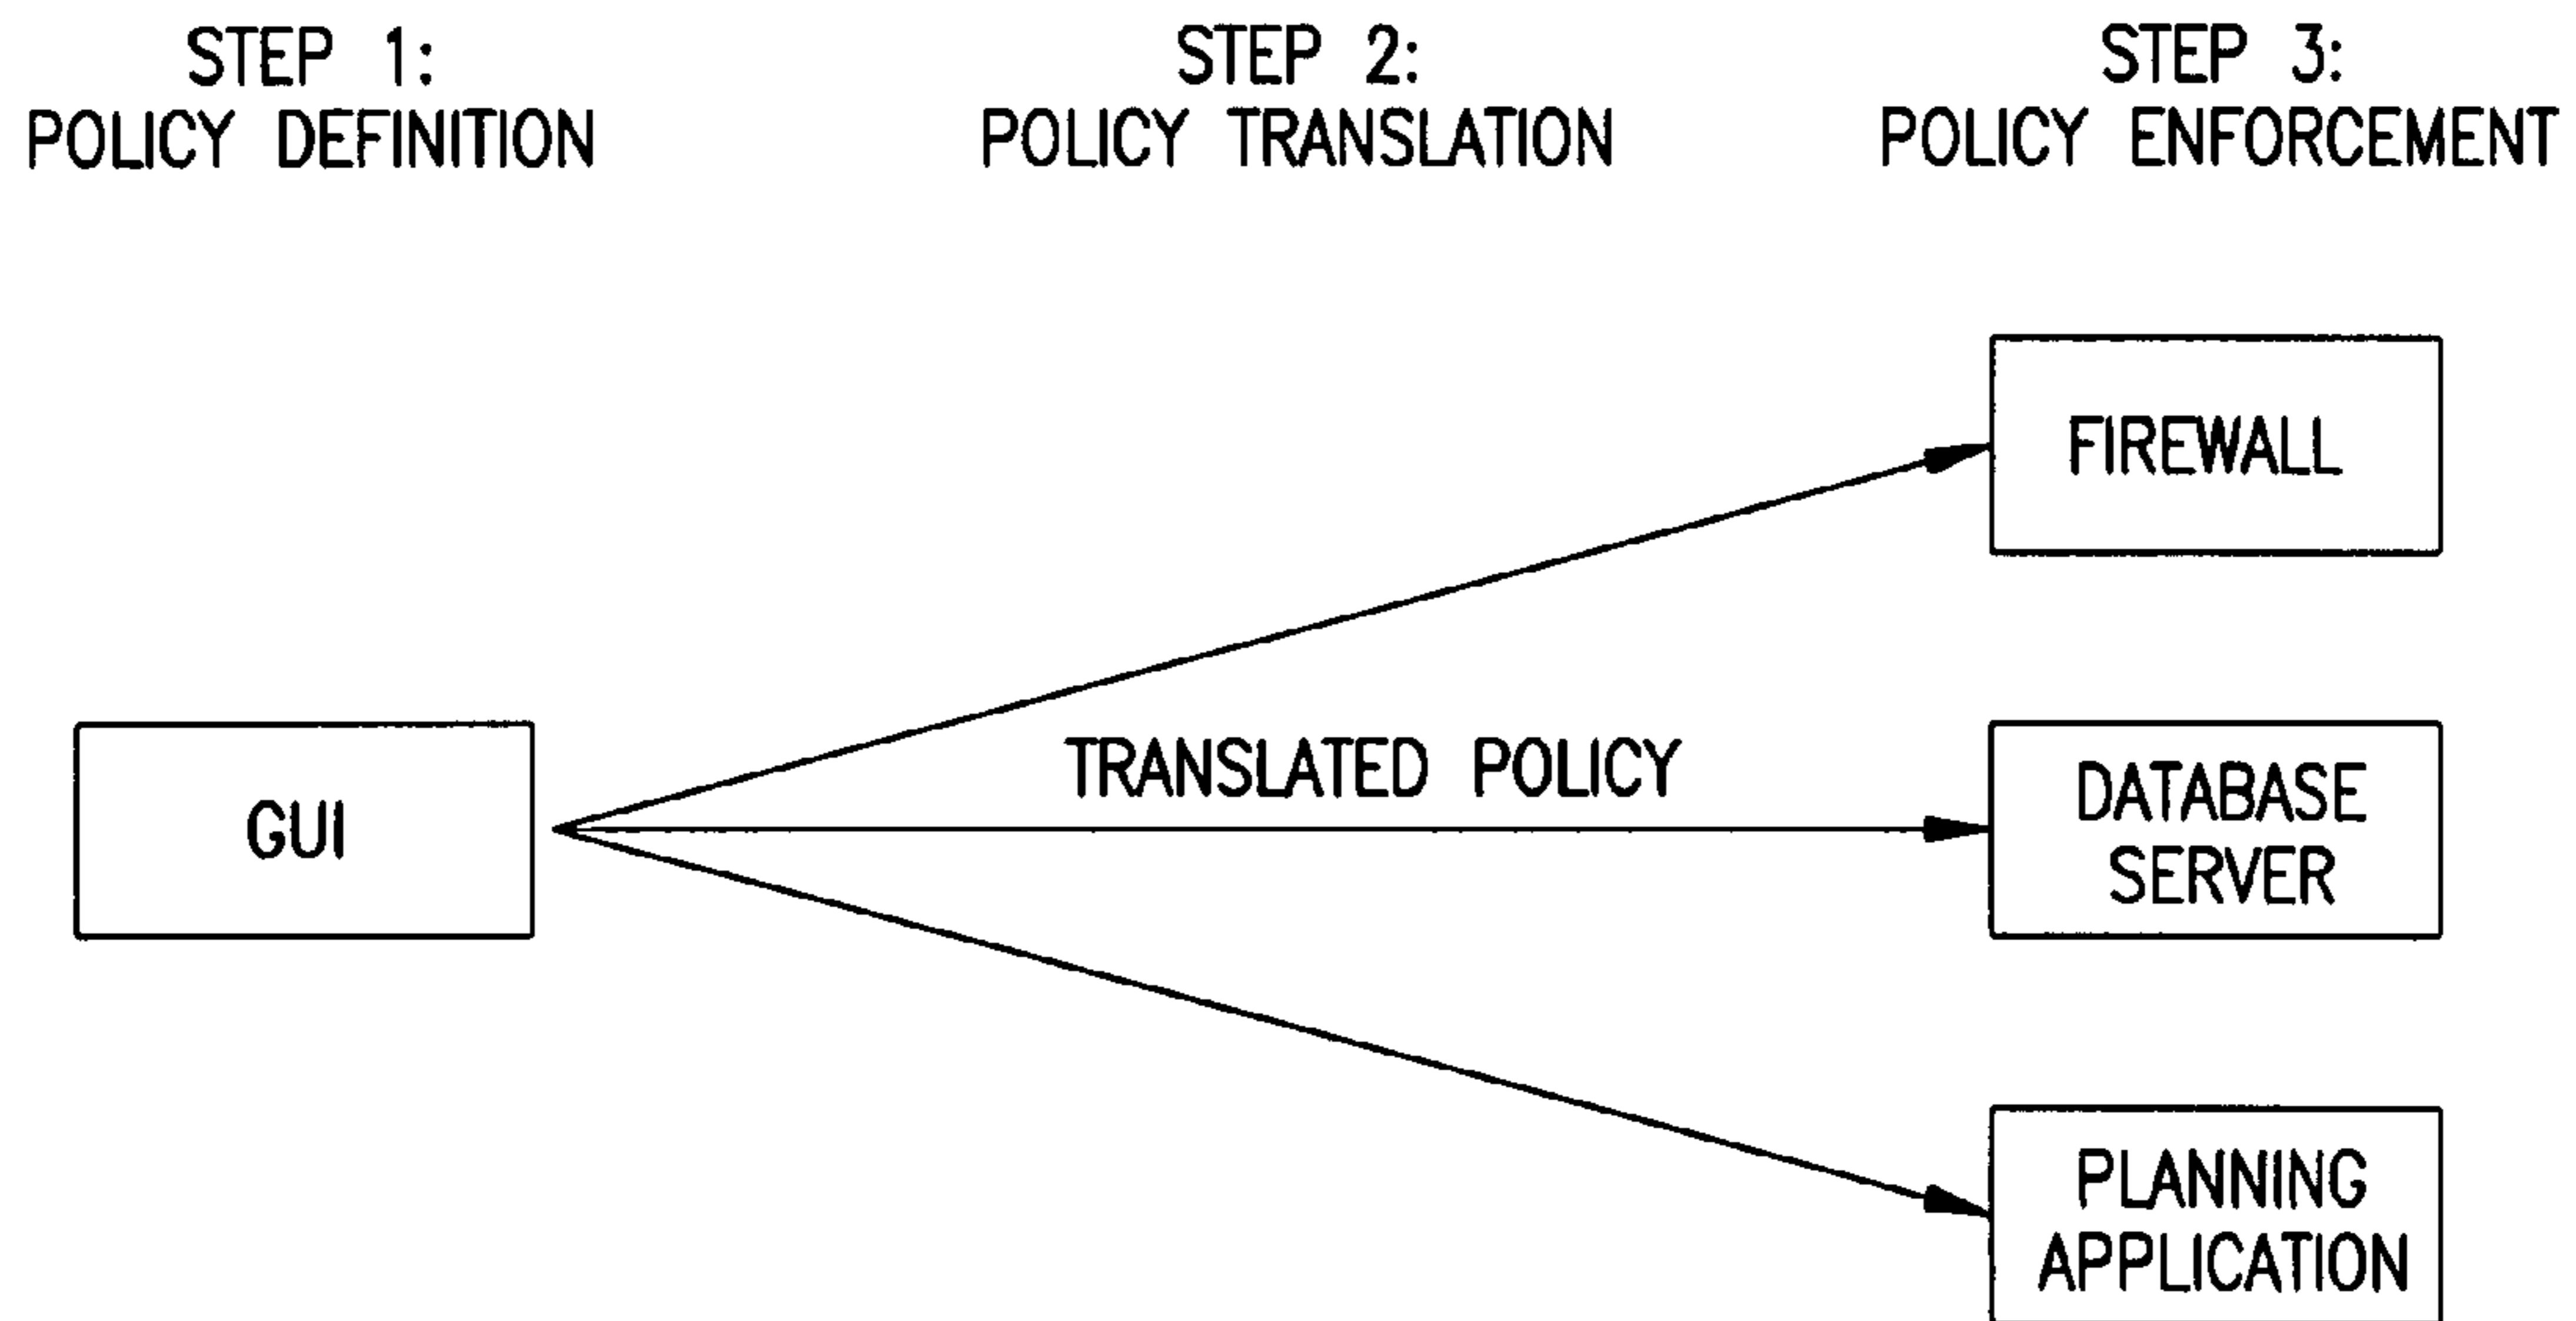 STEP 1:
POLICY DEFINITION
STEP 2:
POLICY TRANSLATION
STEP 3:
POLICY ENFORCEMENT
FIREWALL
GUI
TRANSLATED POLICY
DATABASE
SERVER
PLANNING
APPLICATION